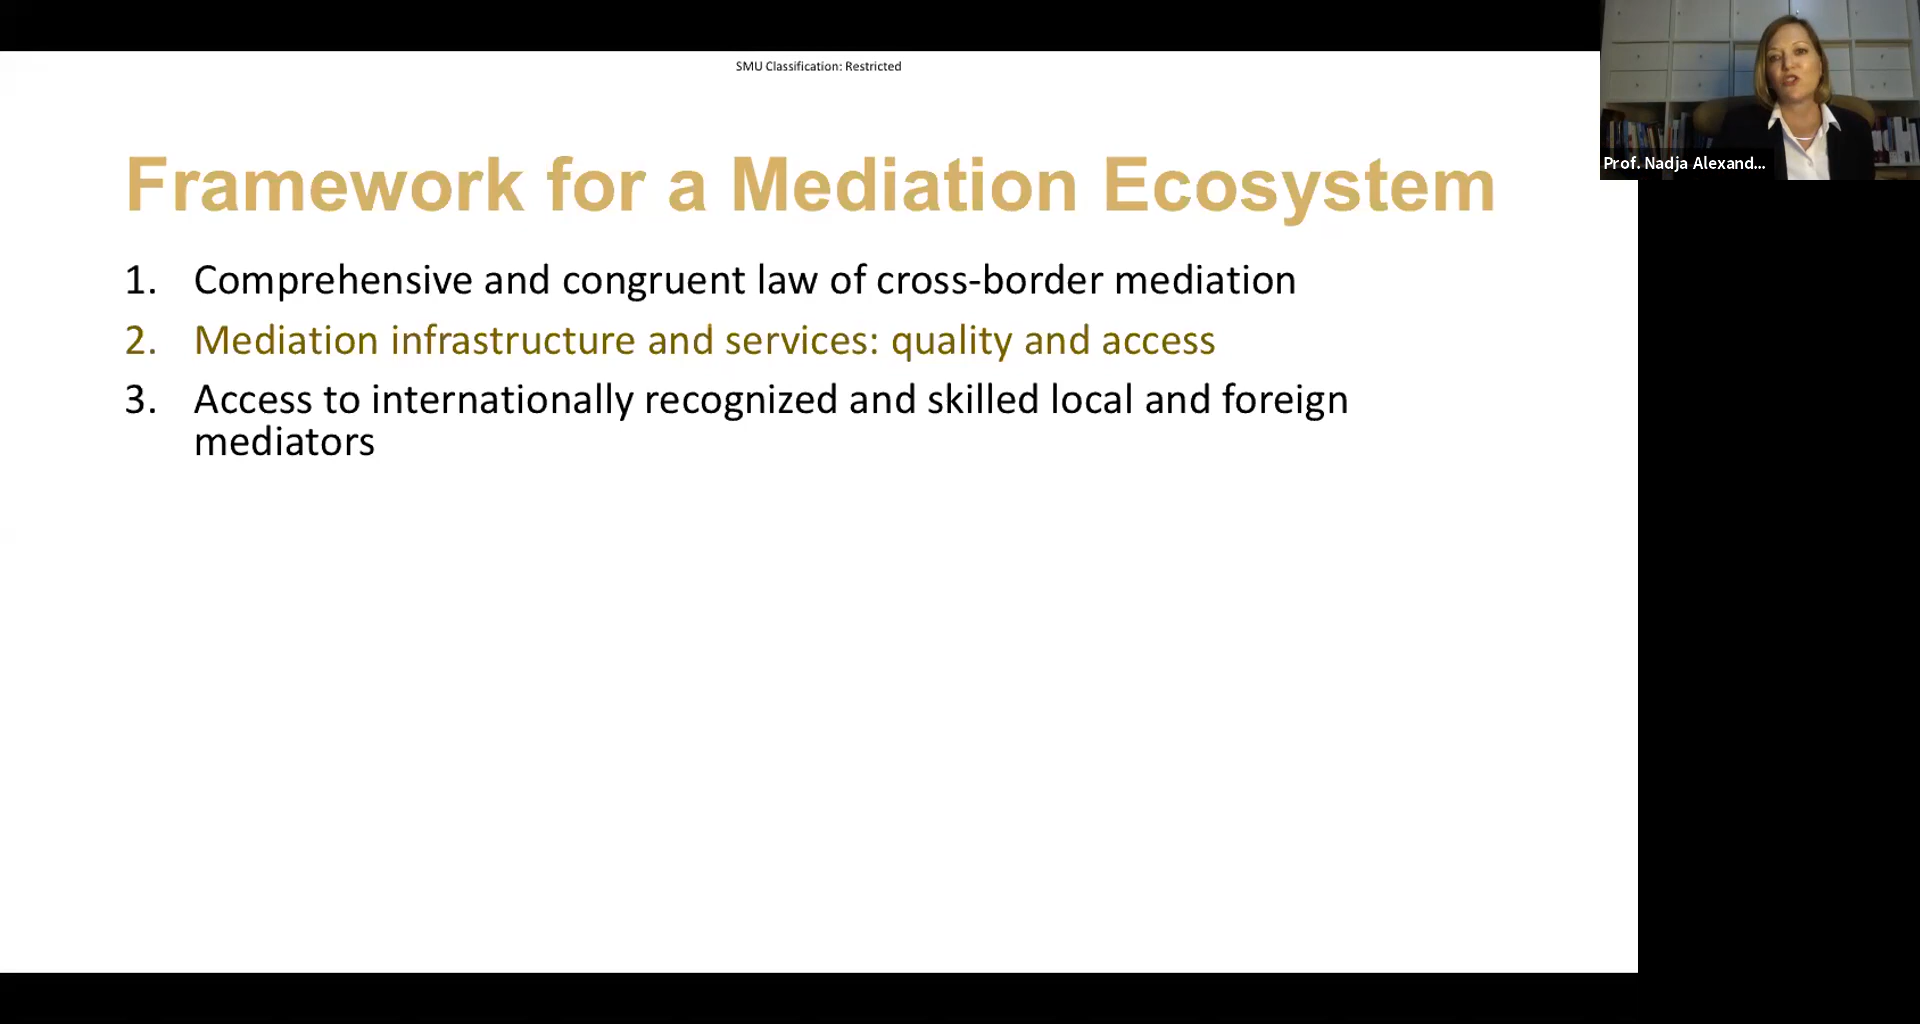 SMU Classification: Restricted
Framework for a Mediation Ecosystem
1. Comprehensive and congruent law of cross-border mediation
2. Mediation infrastructure and services: quality and access
3. Access to internationally recognized and skilled local and foreign
mediators
Prof. Nadja Alexand...